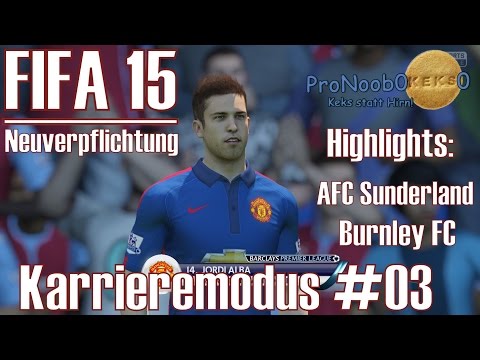 FIFA 15
Neuverpflichtung
ProNoob0KEKS0
Keks statt Hirn!
Highlights:
AFC Sunderland
Burnley FC
BARCLAYS PREMIER LEAGUE
14. JORDI ALBA
Karrieremodus #03